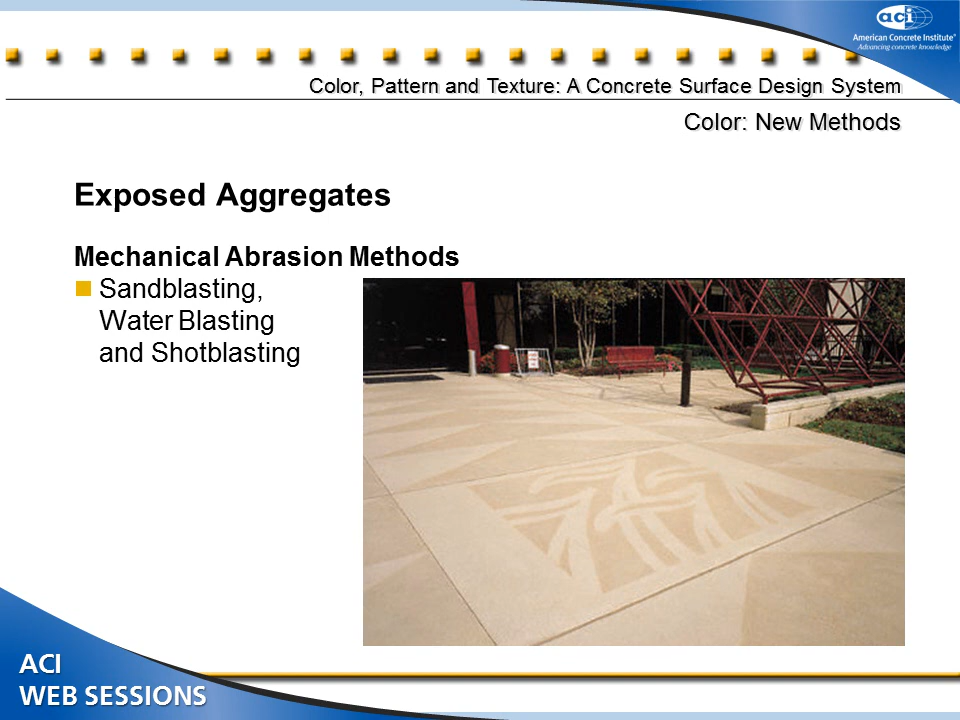 aci
American Concrete Institute®
Advancing concrete knowledge
Color, Pattern and Texture: A Concrete Surface Design System
Color: New Methods
Exposed Aggregates
Mechanical Abrasion Methods
Sandblasting,
Water Blasting
and Shotblasting
ACI
WEB SESSIONS